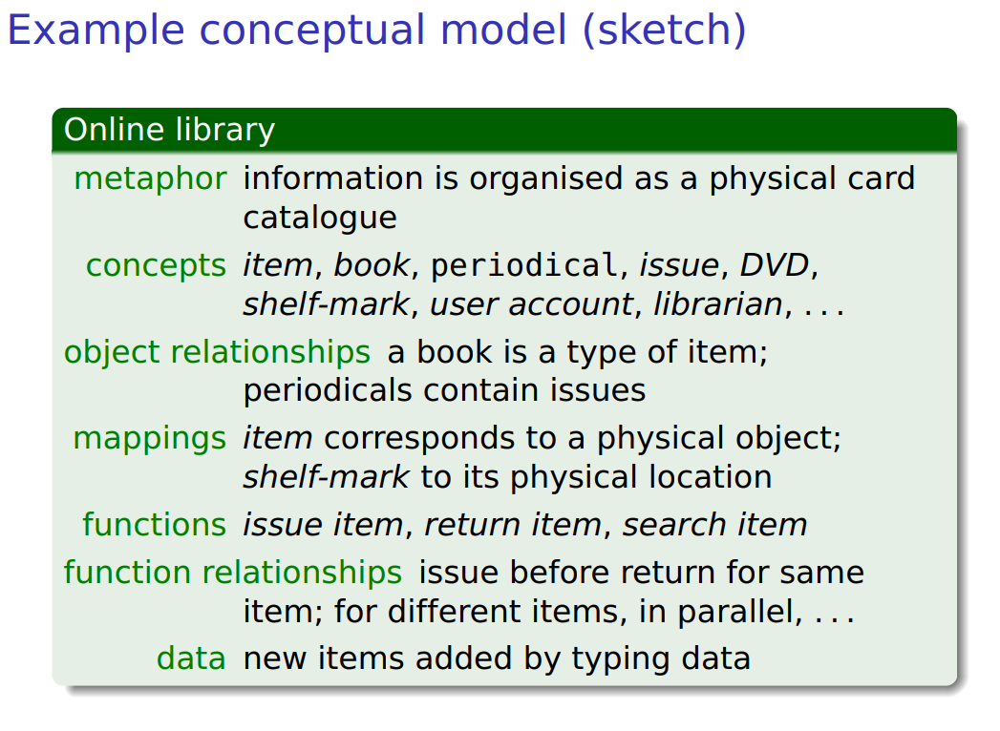 Example conceptual model (sketch)
Online library
metaphor information is organised as a physical card
catalogue
concepts item, book, periodical, issue, DVD,
shelf-mark, user account, librarian, . . .
object relationships a book is a type of item;
periodicals contain issues
mappings item corresponds to a physical object;
shelf-mark to its physical location
functions issue item, return item, search item
function relationships issue before return for same
item; for different items, in parallel, . . .
data new items added by typing data